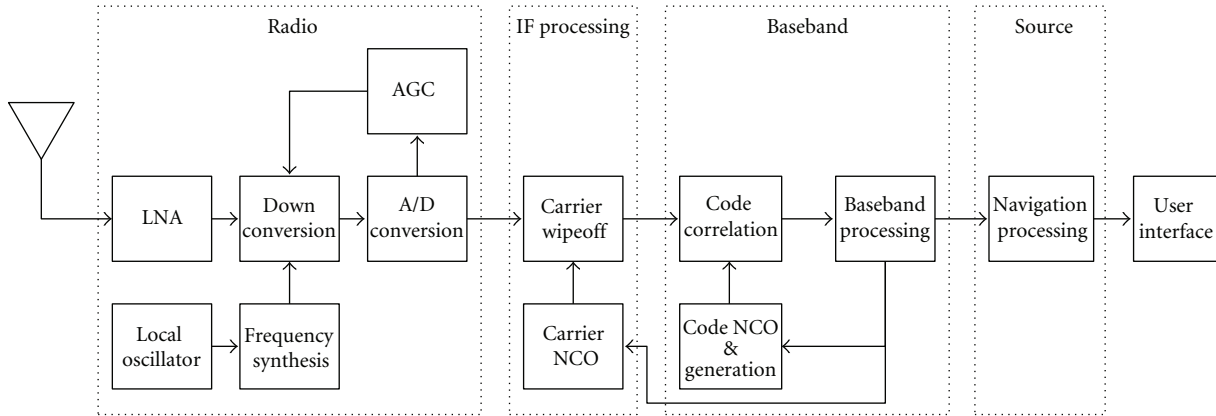 Radio
IF processing
Baseband
Source
AGC
LNA
Down
conversion
A/D
conversion
Carrier
wipeoff
Code
correlation
Baseband
processing
Navigation
processing
User
interface
Local
oscillator
Frequency
synthesis
Carrier
NCO
Code NCO
&
generation